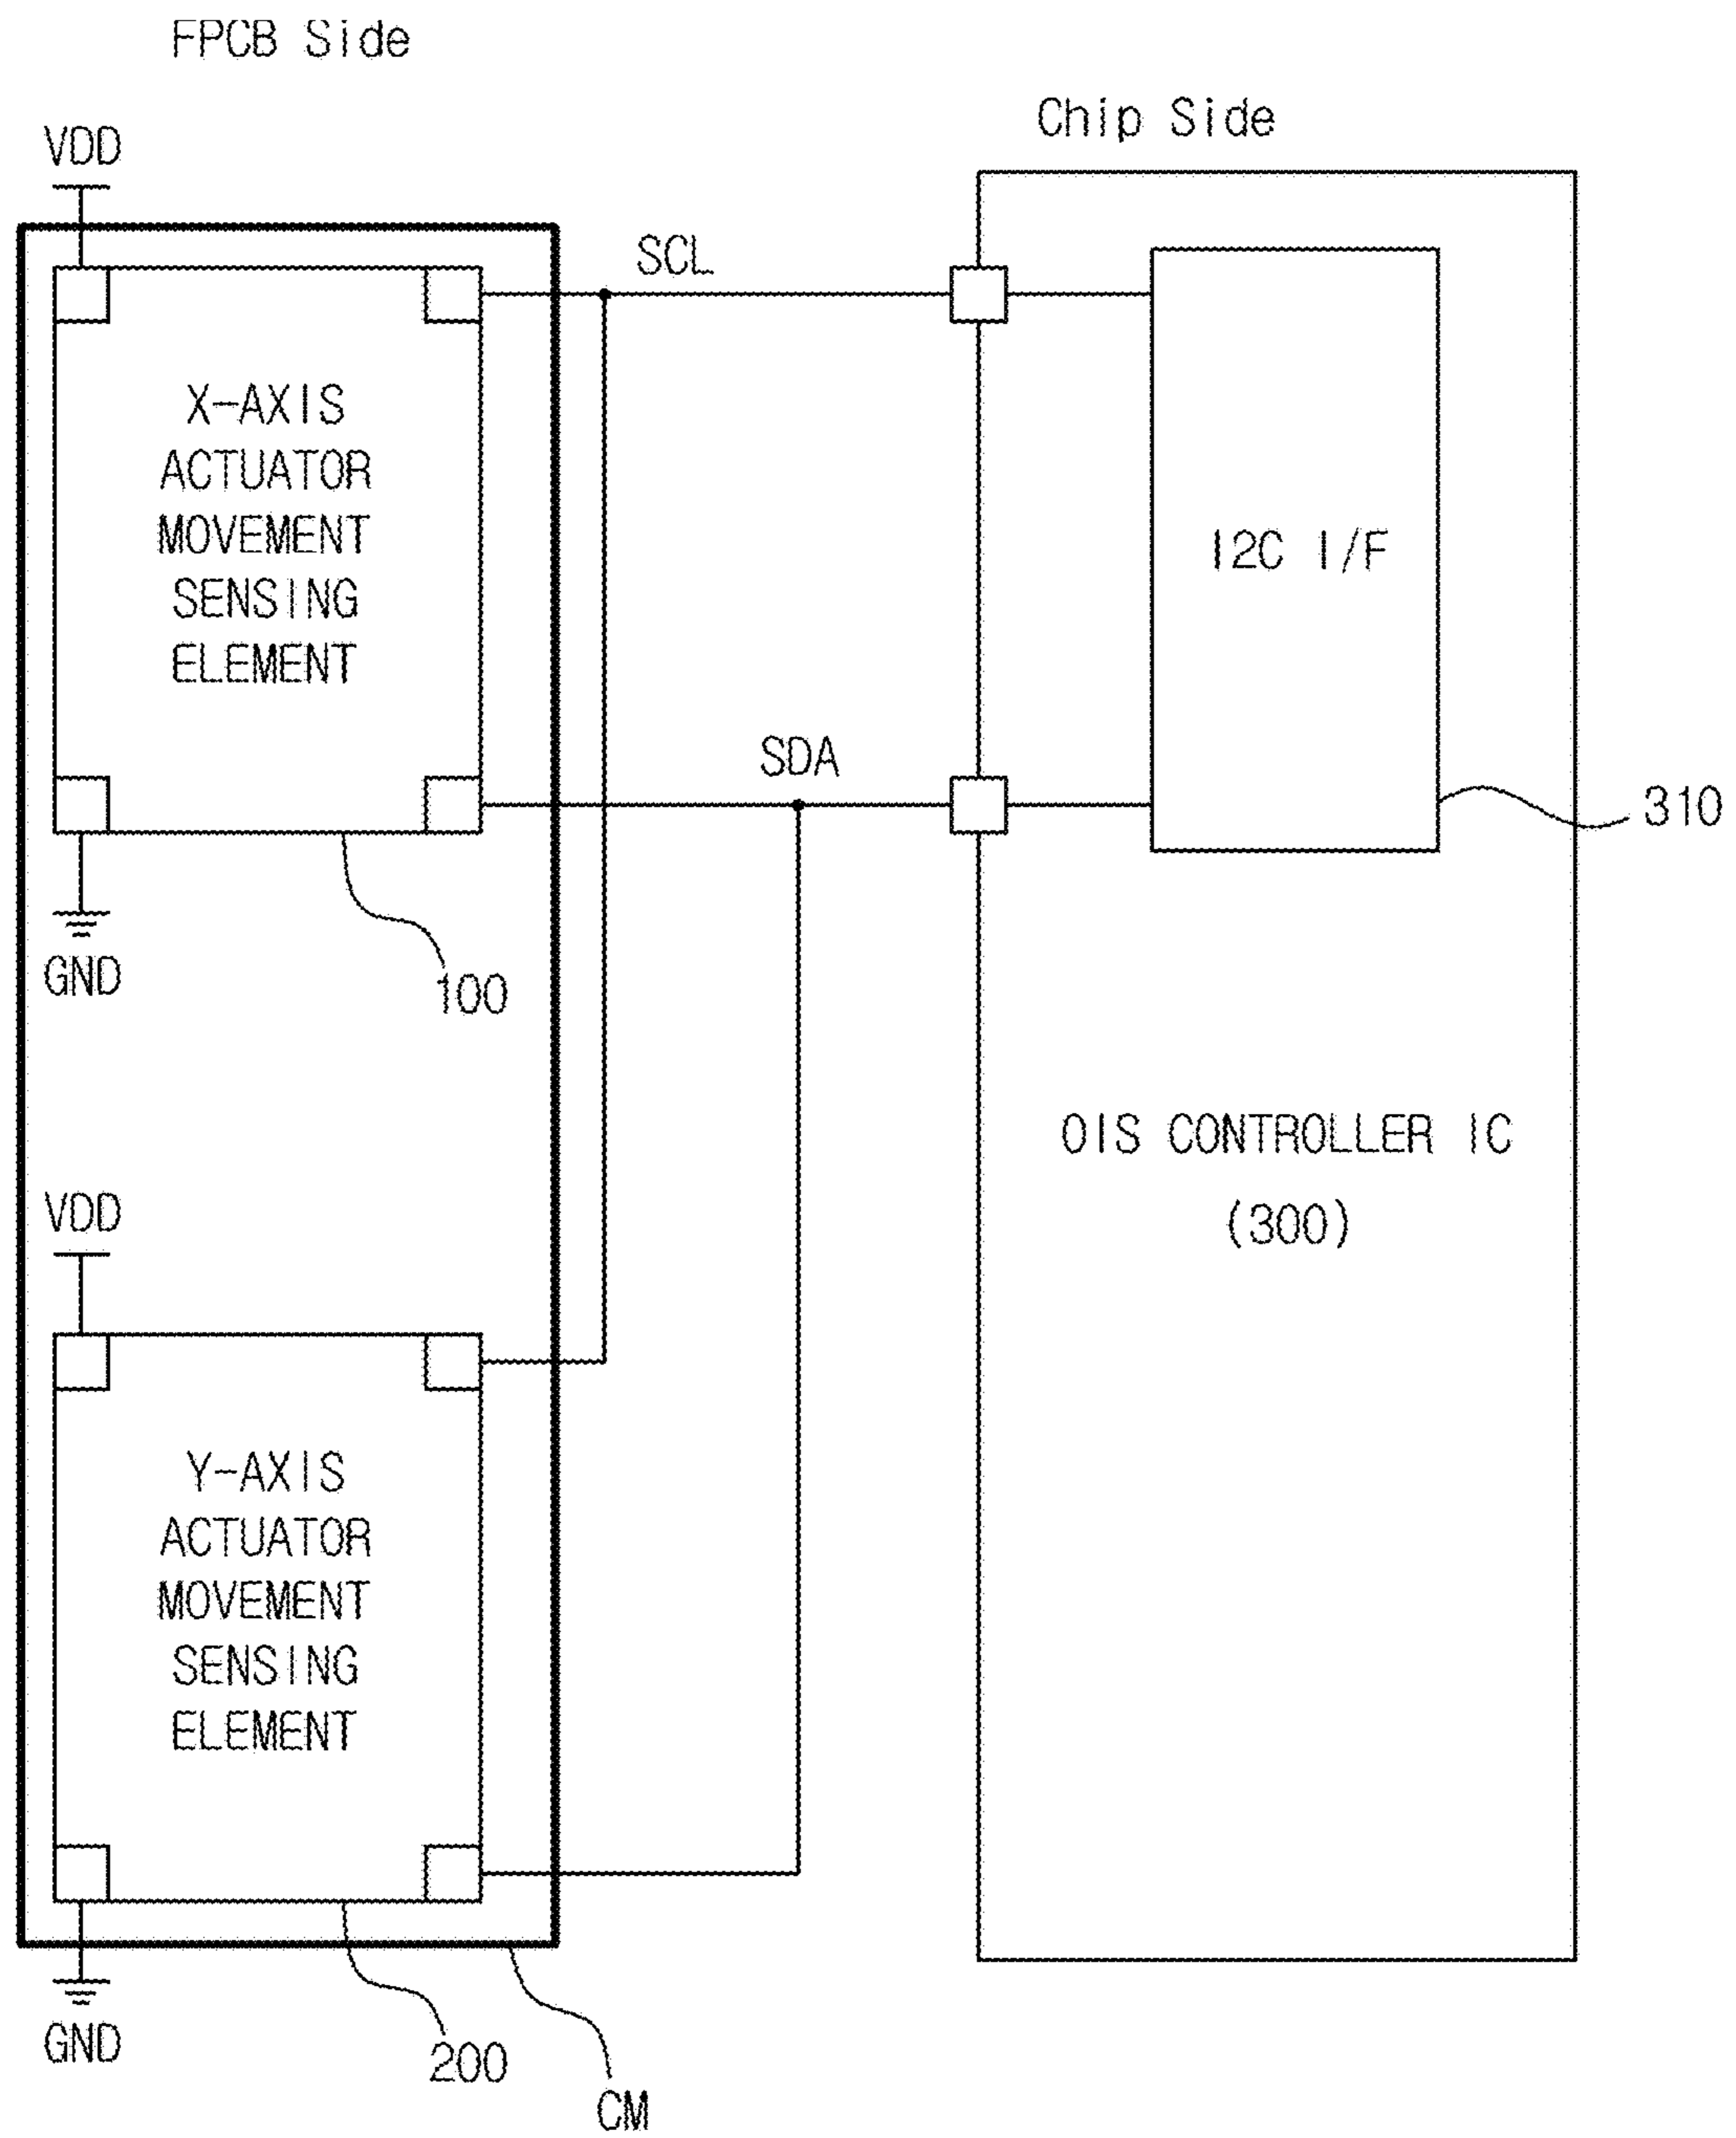 FPCB Side
Chip Side
VDD
SCL
X-AXIS
ACTUATOR
MOVEMENT
SENSING
ELEMENT
I2C I/F
SDA
310
GND
100
OIS CONTROLLER IC
(300)
VDD
Y-AXIS
ACTUATOR
MOVEMENT
SENSING
ELEMENT
GND
200
CM